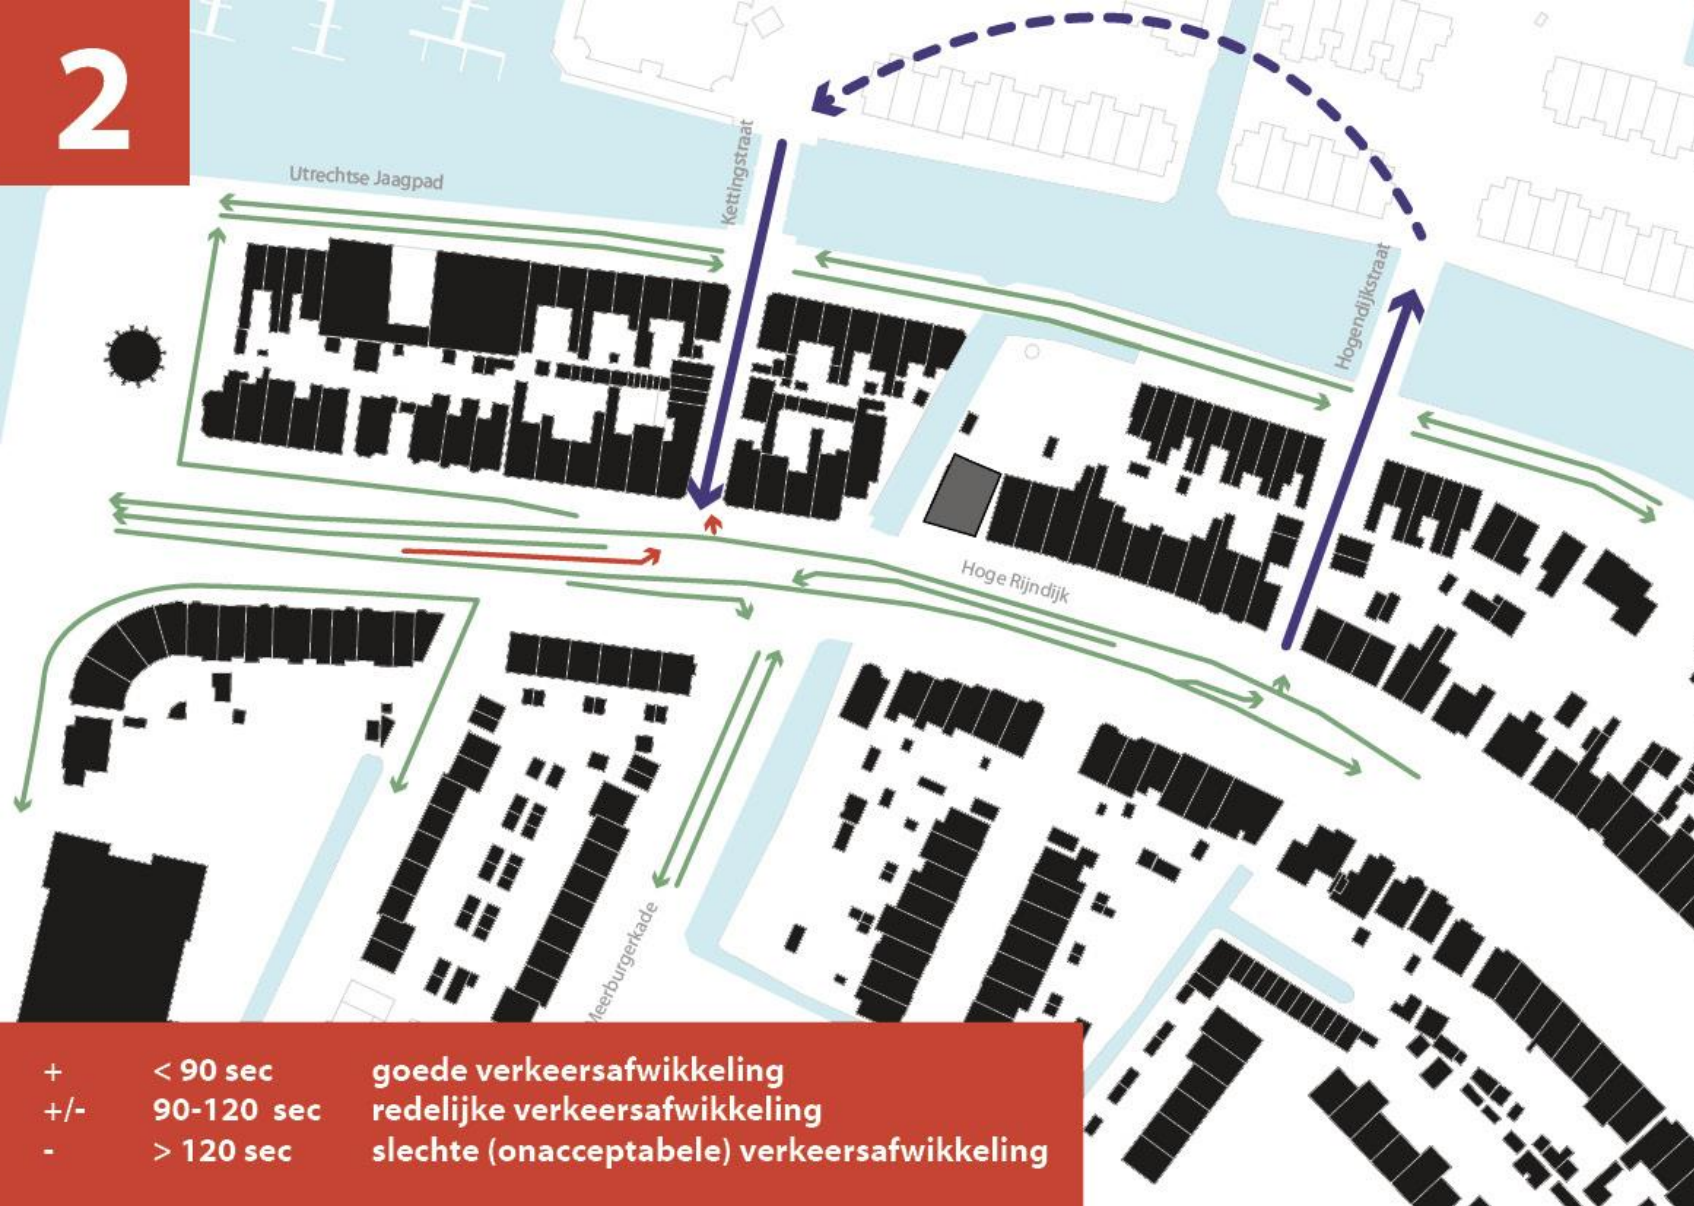 2
Utrechtse Jaagpad
Kettingstraat
Hogendijkstraat
Hoge Rijndijk
Meerburgerkade
+ < 90 sec goede verkeersafwikkeling
+/- 90-120 sec redelijke verkeersafwikkeling
- > 120 sec slechte (onacceptabele) verkeersafwikkeling